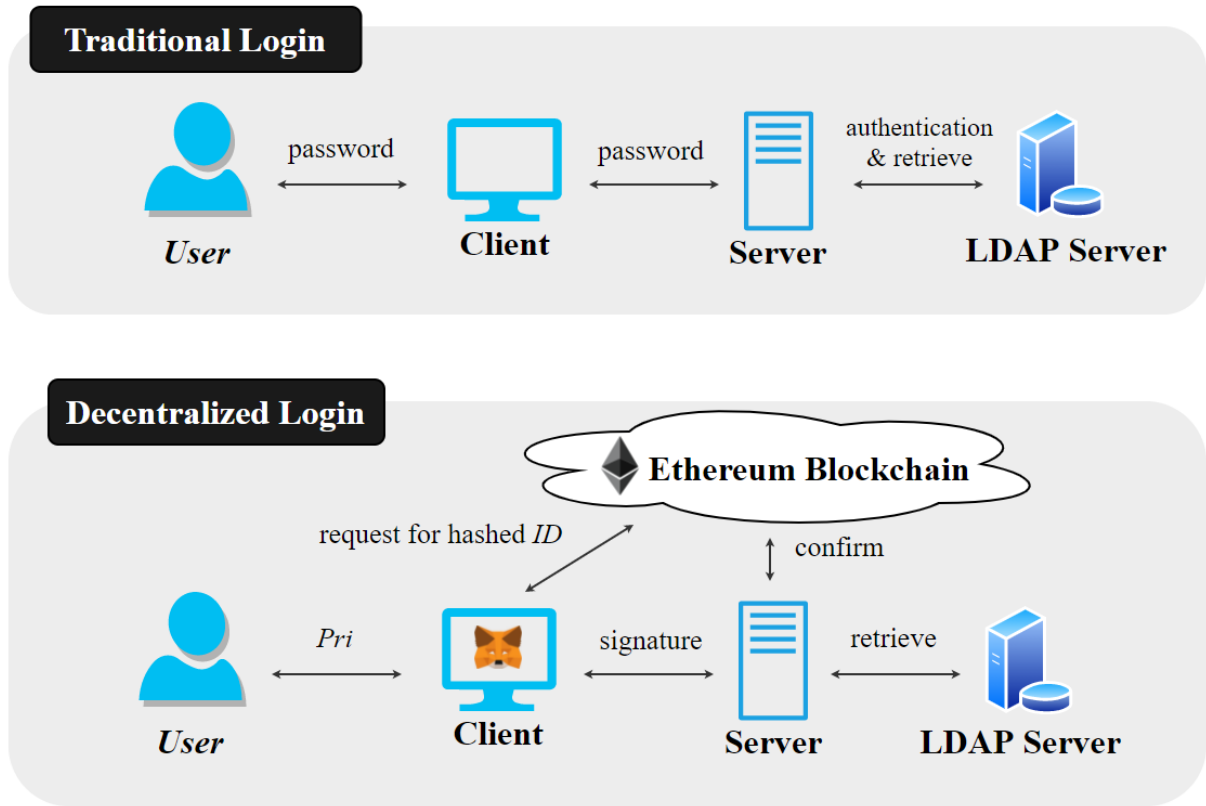 Traditional Login
password
password
authentication
& retrieve
User
Client
Server
LDAP Server
Decentralized Login
Ethereum Blockchain
request for hashed ID
confirm
Pri
signature
retrieve
User
Client
Server
LDAP Server